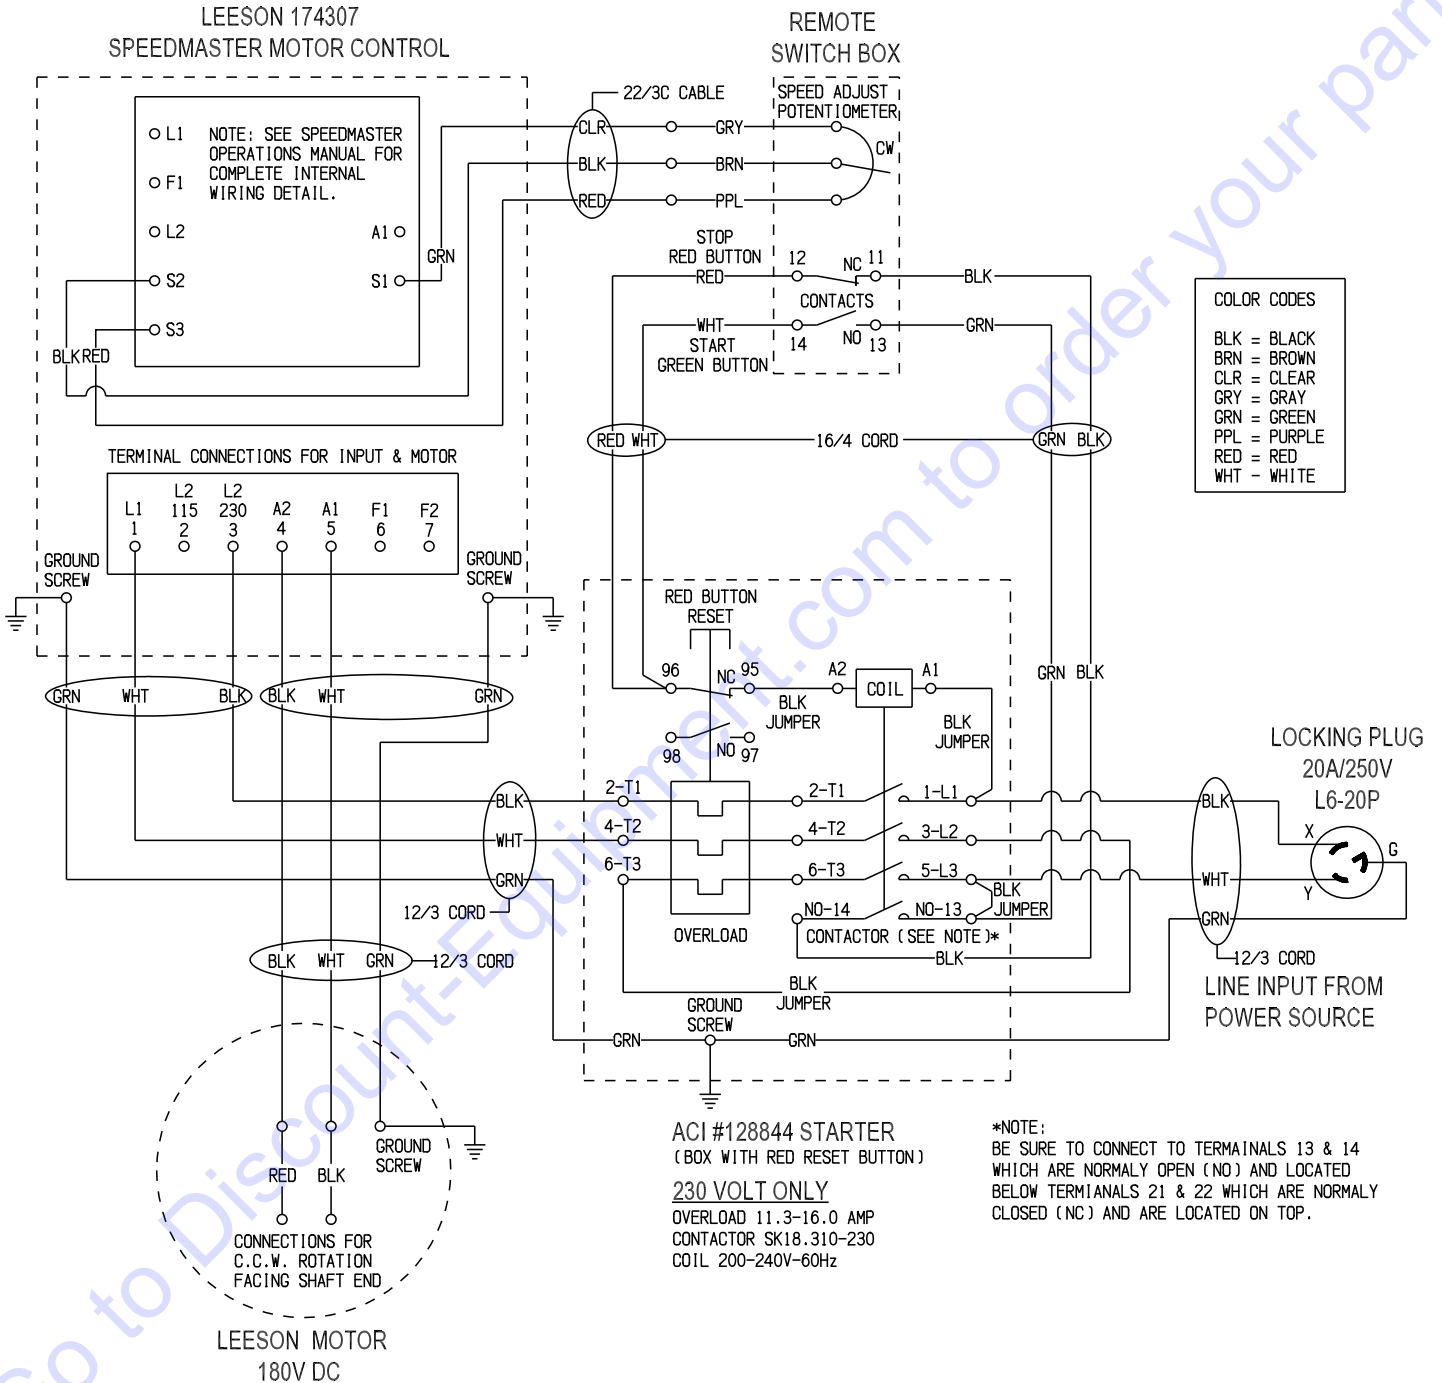 LEESON 174307
SPEEDMASTER MOTOR CONTROL
REMOTE
SWITCH BOX
22/3C CABLE
SPEED ADJUST
POTENTIOMETER
L1
NOTE: SEE SPEEDMASTER
OPERATIONS MANUAL FOR
COMPLETE INTERNAL
WIRING DETAIL.
F1
L2
A1
S2
S1
S3
GRN
BLK
RED
CLR
GRY
CW
BLK
BRN
RED
PPL
STOP
RED BUTTON
RED
12
NC
11
BLK
CONTACTS
WHT
START
GREEN BUTTON
14
NO
13
GRN
COLOR CODES
BLK = BLACK
BRN = BROWN
CLR = CLEAR
GRY = GRAY
GRN = GREEN
PPL = PURPLE
RED = RED
WHT - WHITE
RED WHT
16/4 CORD
GRN BLK
TERMINAL CONNECTIONS FOR INPUT & MOTOR
L1
1
L2
115
2
L2
230
3
A2
4
A1
5
F1
6
F2
7
GROUND
SCREW
GROUND
SCREW
GRN
WHT
BLK
BLK
WHT
GRN
RED BUTTON
RESET
96
NC
95
A2
COIL
A1
BLK
JUMPER
BLK
JUMPER
98
NO
97
GRN BLK
BLK
2-T1
2-T1
1-L1
WHT
4-T2
4-T2
3-L2
GRN
6-T3
6-T3
5-L3
BLK
JUMPER
NO-14
NO-13
12/3 CORD
OVERLOAD
CONTACTOR (SEE NOTE)*
BLK
BLK
JUMPER
LOCKING PLUG
20A/250V
L6-20P
BLK
X
G
WHT
Y
GRN
12/3 CORD
LINE INPUT FROM
POWER SOURCE
BLK
WHT
GRN
12/3 CORD
GROUND
SCREW
GRN
GRN
GROUND
SCREW
RED
BLK
CONNECTIONS FOR
C.C.W. ROTATION
FACING SHAFT END
LEESON MOTOR
180V DC
ACI #128844 STARTER
(BOX WITH RED RESET BUTTON)
230 VOLT ONLY
OVERLOAD 11.3-16.0 AMP
CONTACTOR SK18.310-230
COIL 200-240V-60Hz
*NOTE:
BE SURE TO CONNECT TO TERMAINALS 13 & 14
WHICH ARE NORMALY OPEN (NO) AND LOCATED
BELOW TERMIANALS 21 & 22 WHICH ARE NORMALY
CLOSED (NC) AND ARE LOCATED ON TOP.
Go to Discount-Equipment.com to order your par